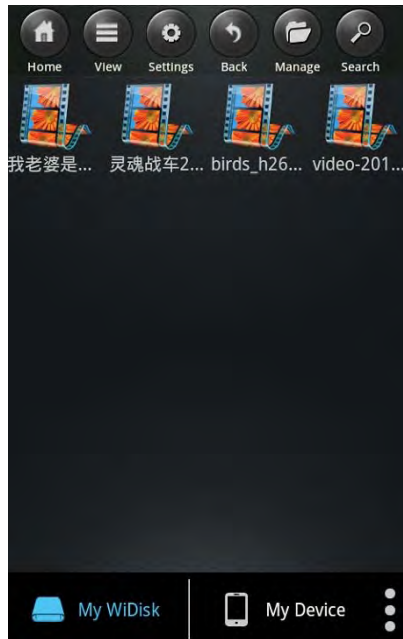 Home View Settings Back Manage Search
我老婆是... 灵魂战车2... birds_h26... video-201...
My WiDisk My Device